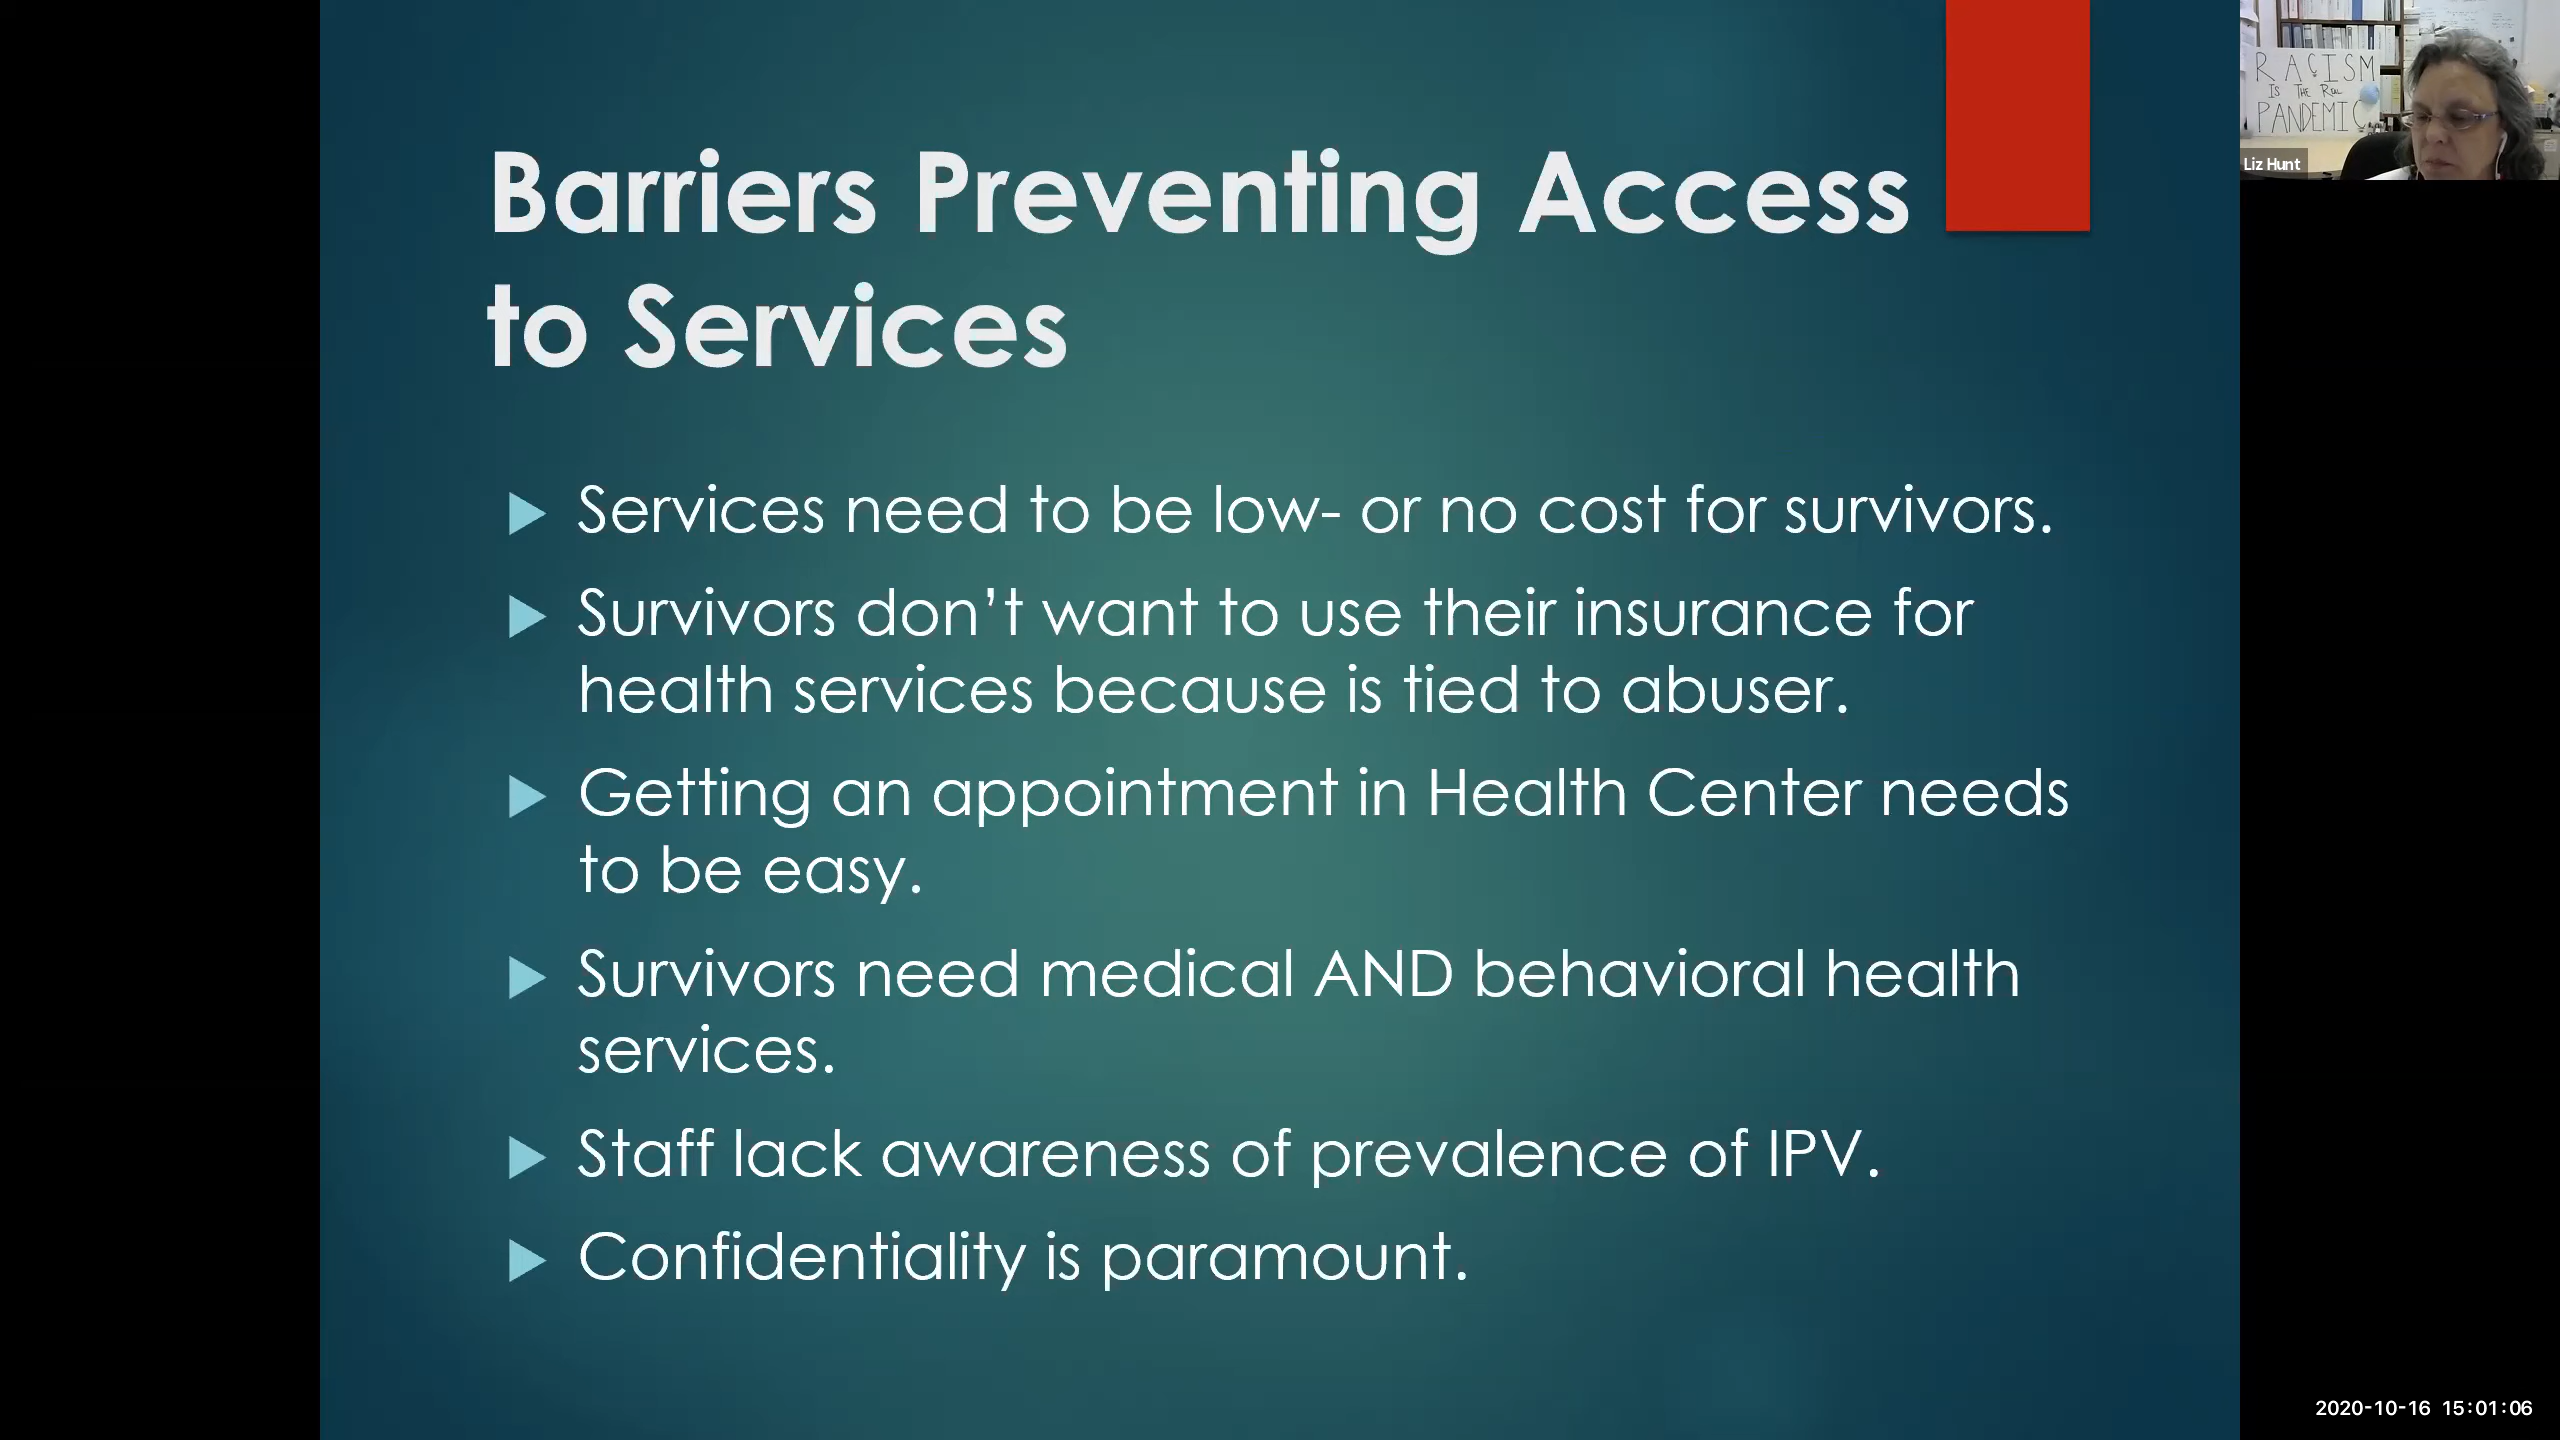 Barriers Preventing Access
to Services
Services need to be low- or no cost for survivors.
Survivors don’t want to use their insurance for
health services because is tied to abuser.
Getting an appointment in Health Center needs
to be easy.
Survivors need medical AND behavioral health
services.
Staff lack awareness of prevalence of IPV.
Confidentiality is paramount.
RACISM
IS THE REAL
PANDEMIC
Liz Hunt
2020-10-16 15:01:06